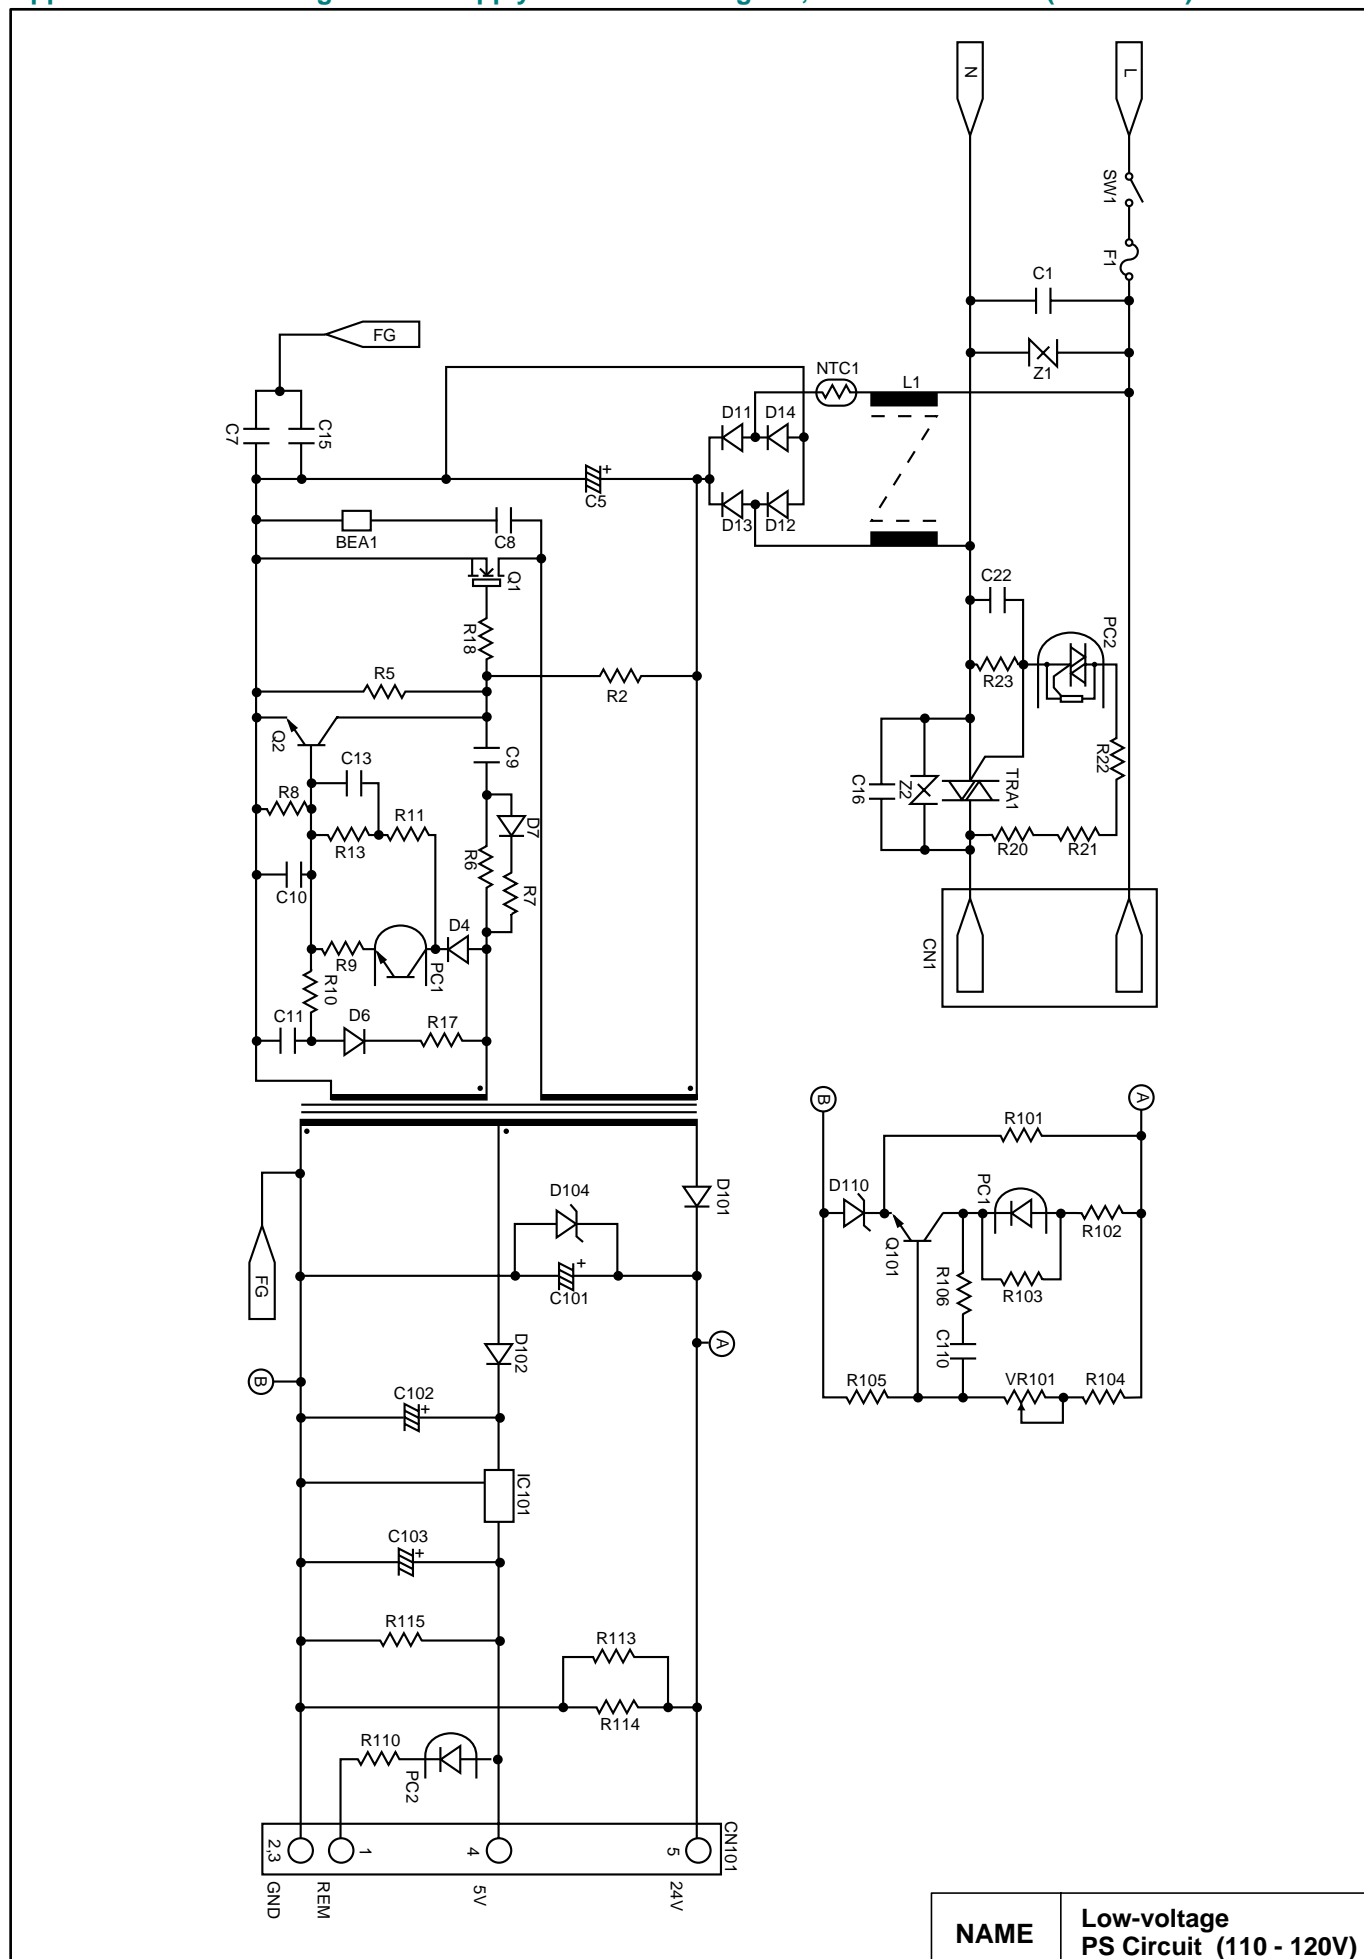 N
L
SW1
F1
C1
Z1
FG
C7
C15
NTC1
L1
D11
D14
C5
D13
D12
BEA1
C8
Q1
R18
C22
PC2
R23
R22
R5
R2
Q2
C13
C9
C16
Z2
TRA1
R8
R11
D7
R13
R6
R7
R20
R21
C10
D4
R9
PC1
R10
CN1
C11
D6
R17
B
A
R101
D110
PC1
R102
Q101
R103
R106
C110
R105
VR101
R104
D104
D101
FG
C101
A
D102
B
C102
IC101
C103
R115
R113
R114
R110
PC2
CN101
2,3
1
4
5
GND
REM
5V
24V
NAME
Low-voltage
PS Circuit (110 - 120V)